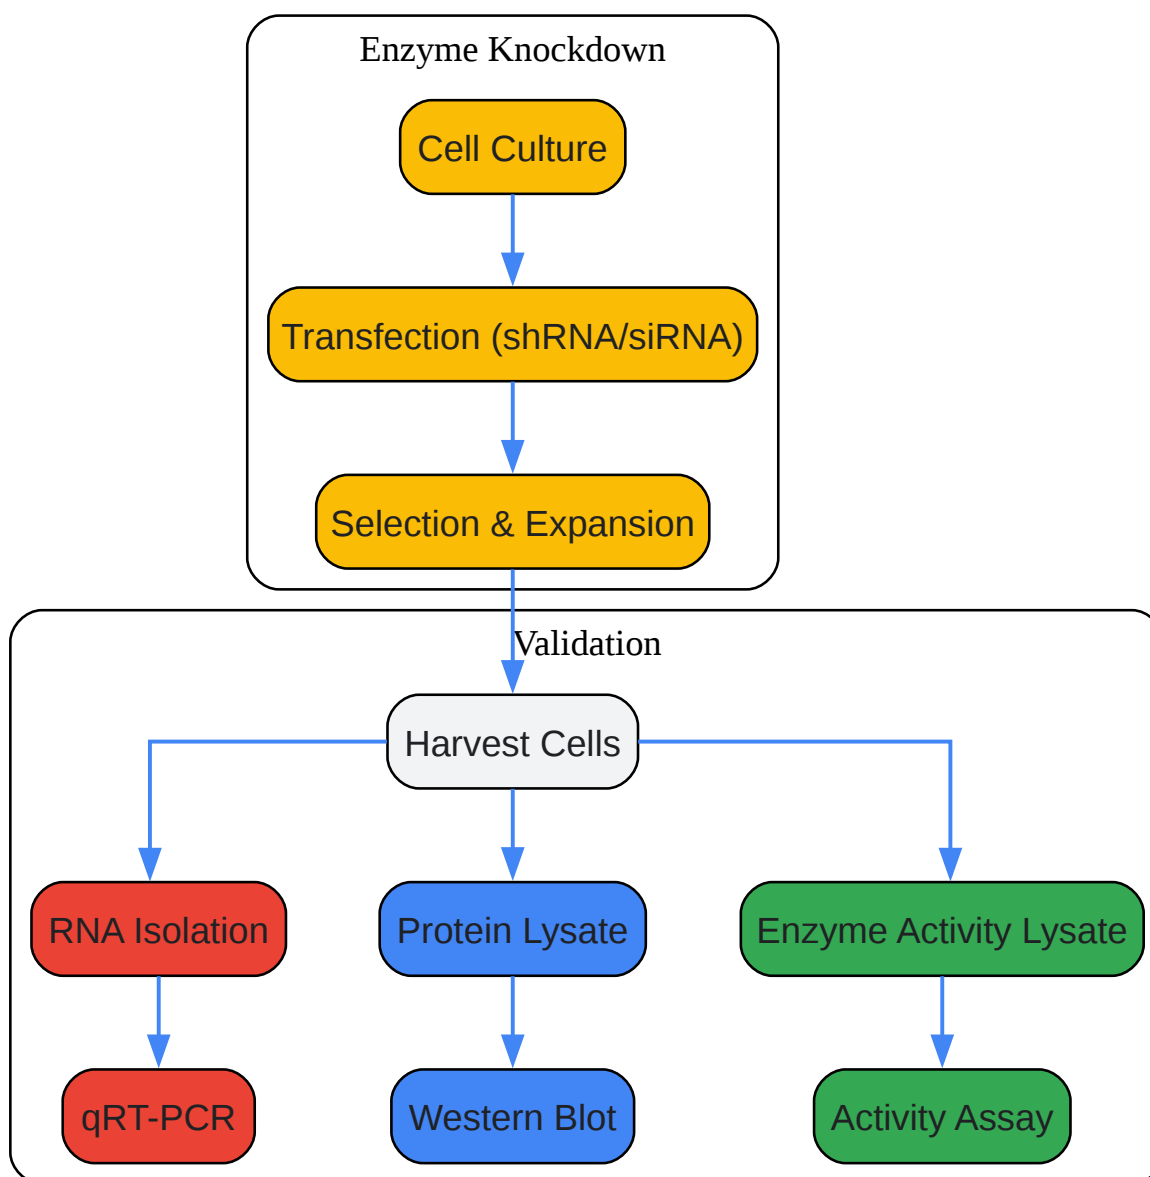 Enzyme Knockdown
Cell Culture
Transfection (shRNA/siRNA)
Selection & Expansion
Validation
Harvest Cells
RNA Isolation
Protein Lysate
Enzyme Activity Lysate
qRT-PCR
Western Blot
Activity Assay